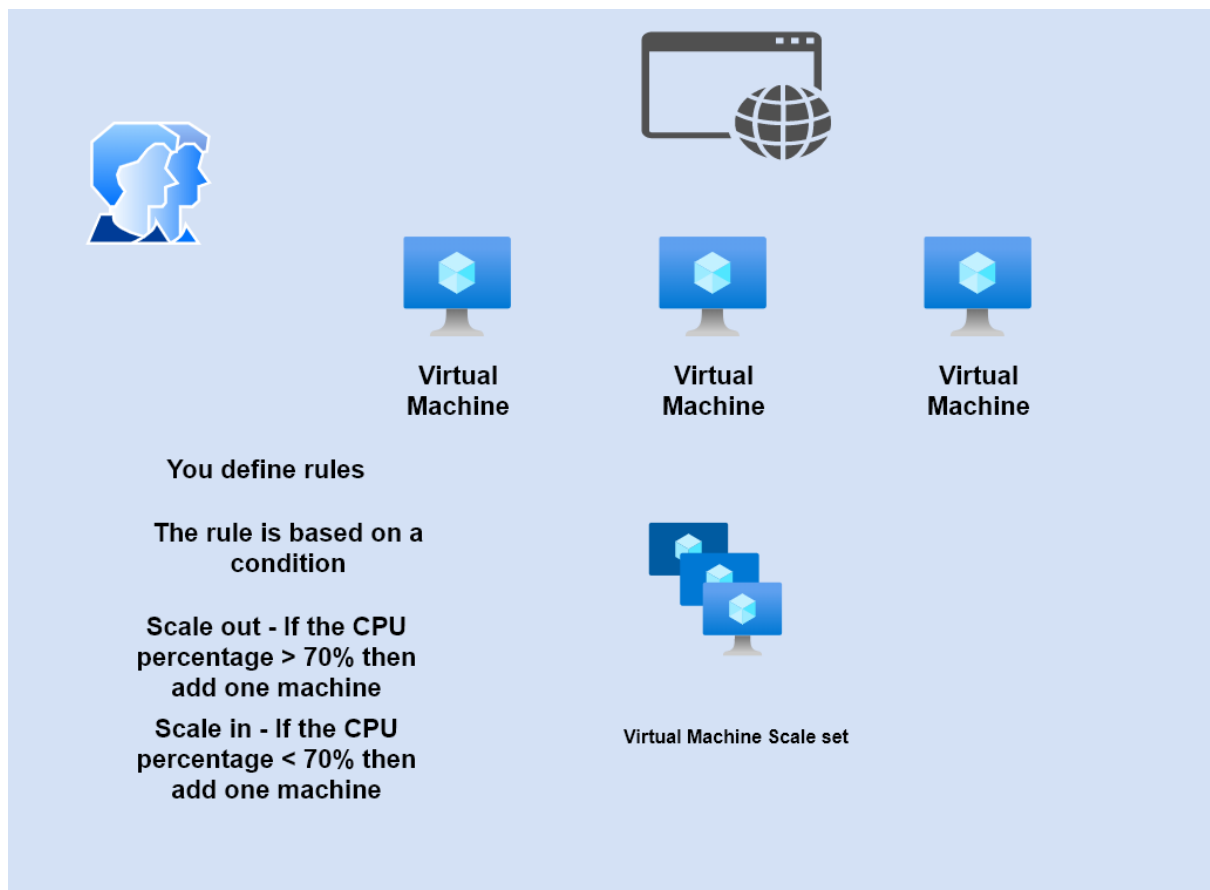 Virtual
Machine
Virtual
Machine
Virtual
Machine
You define rules
The rule is based on a
condition
Scale out - If the CPU
percentage > 70% then
add one machine
Scale in - If the CPU
percentage < 70% then
add one machine
Virtual Machine Scale set